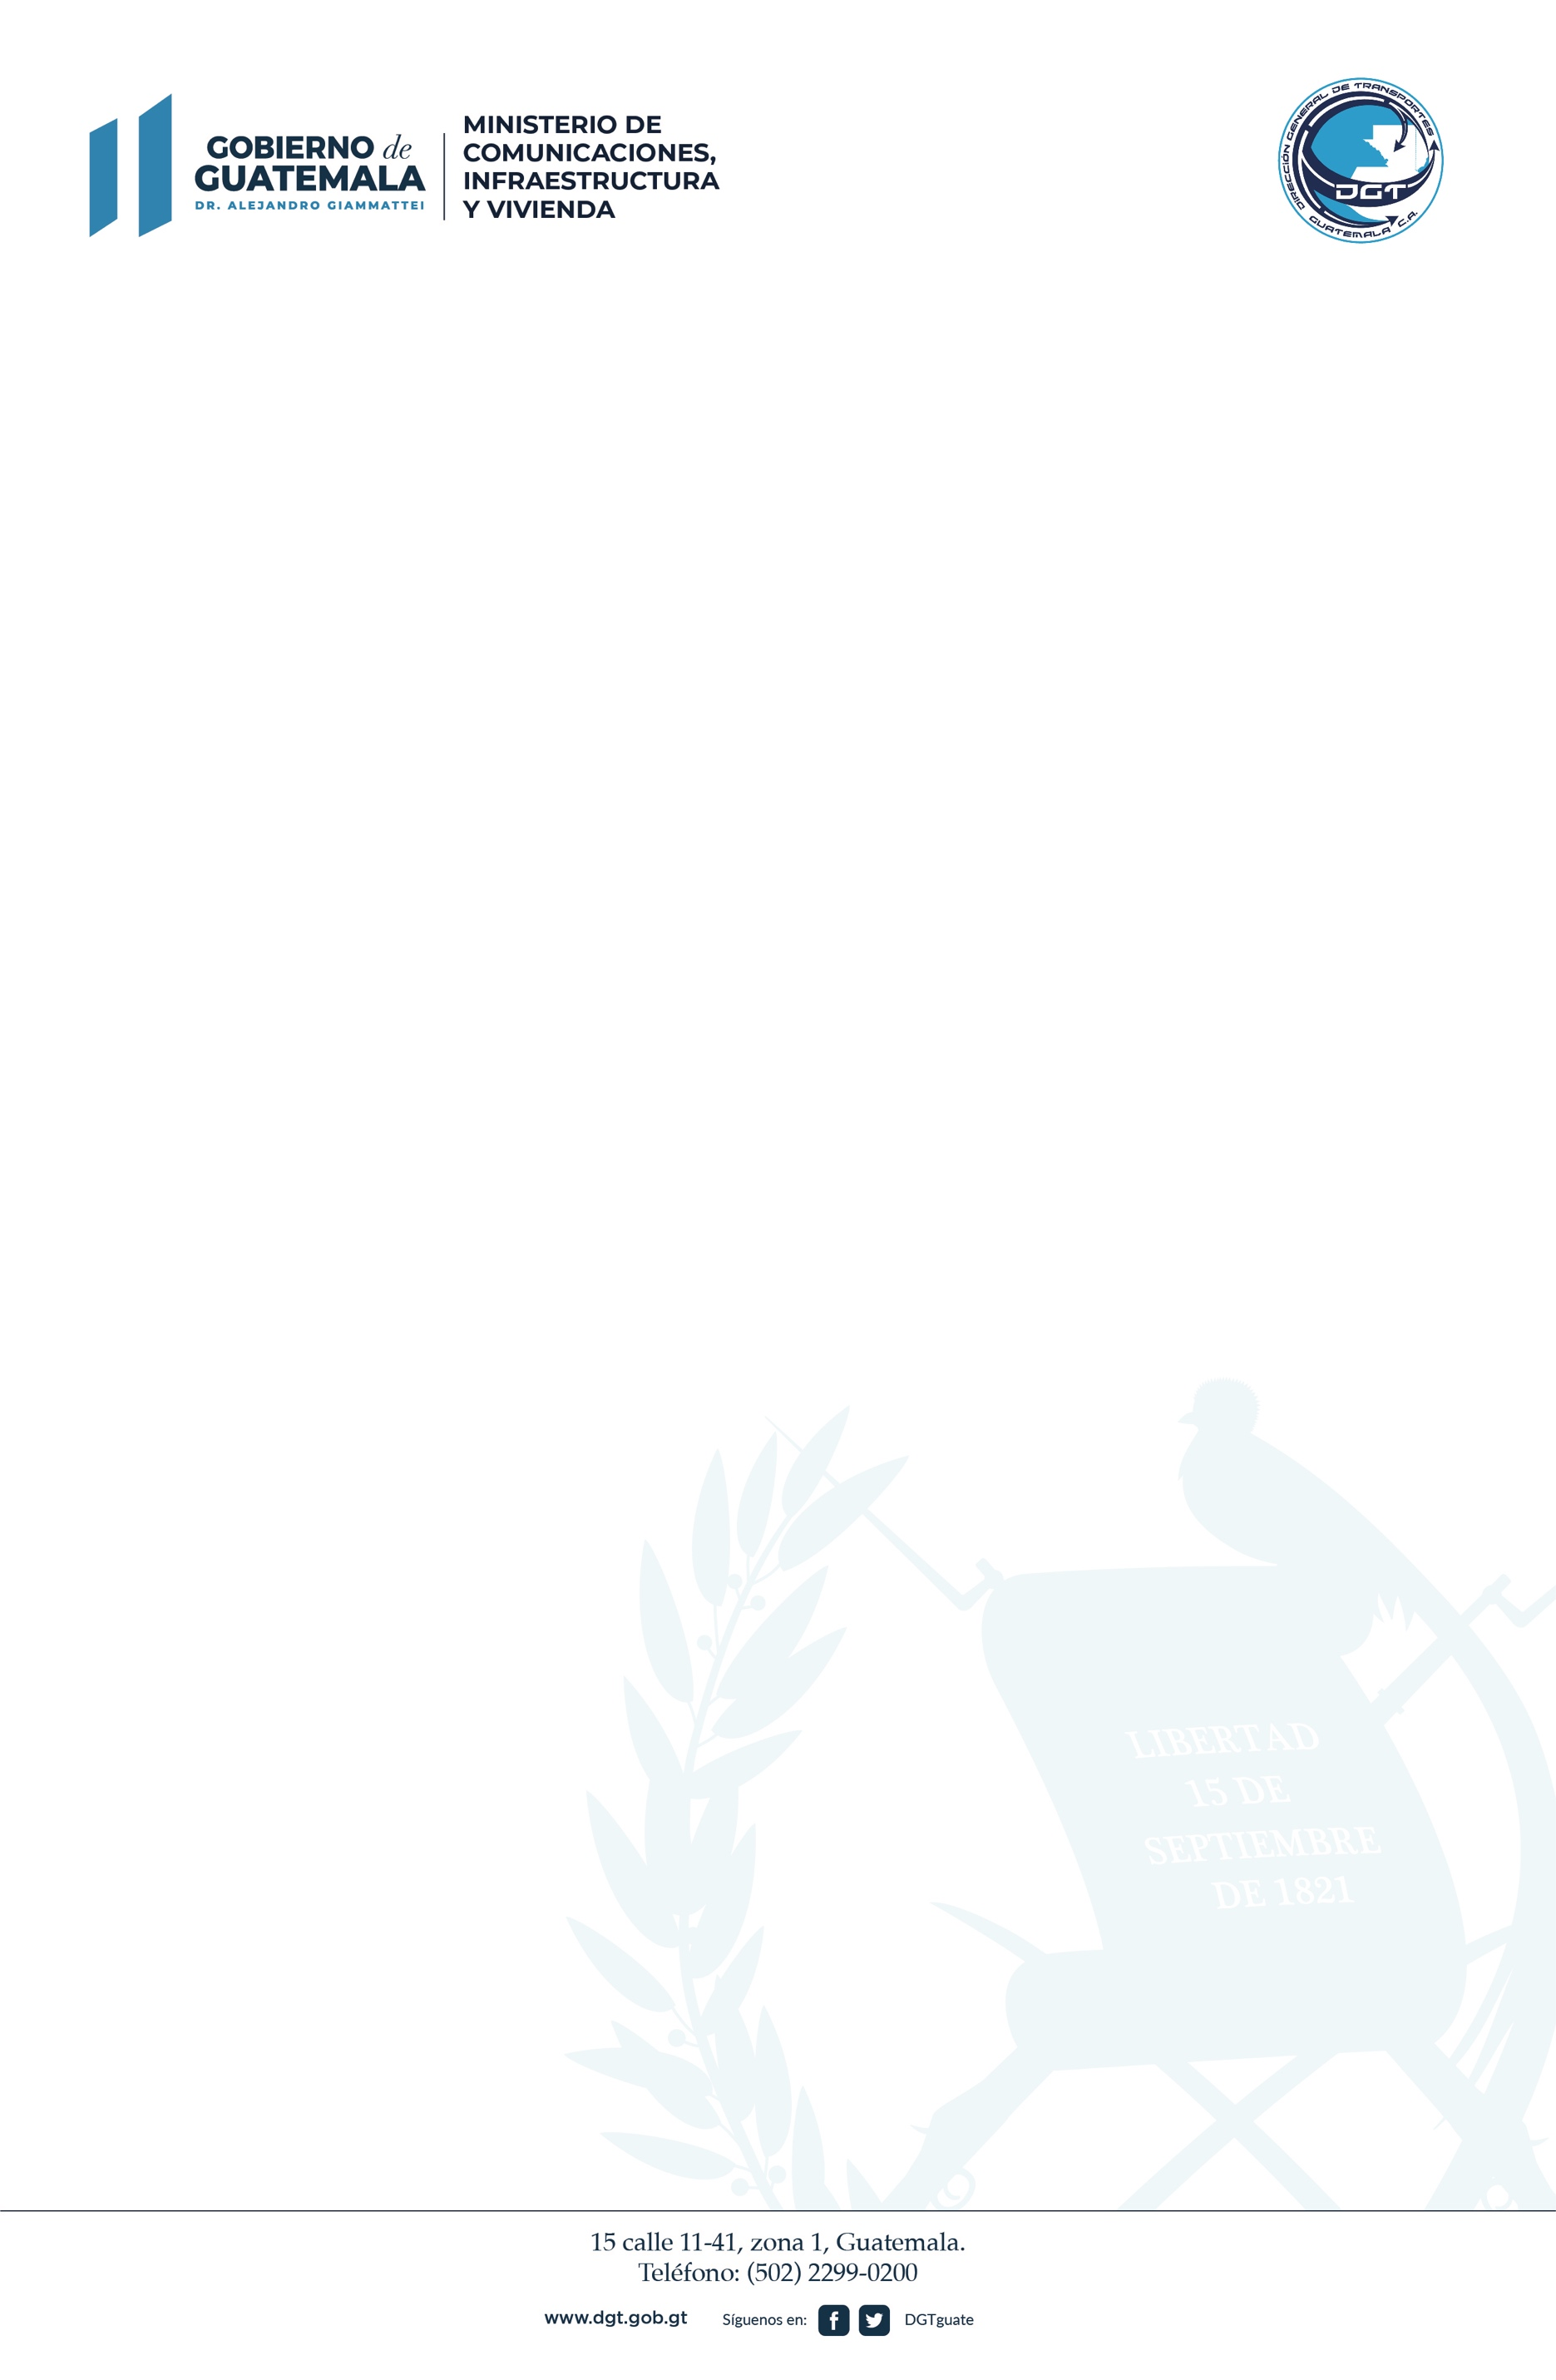 GOBIERNO de
GUATEMALA
DR. ALEJANDRO GIAMMATTEI
MINISTERIO DE
COMUNICACIONES,
INFRAESTRUCTURA
Y VIVIENDA
DIRECCIÓN GENERAL DE TRANSPORTES
DGT
GUATEMALA C.A.
LIBERTAD
15 DE
SEPTIEMBRE
DE 1821
15 calle 11-41, zona 1, Guatemala.
Teléfono: (502) 2299-0200
www.dgt.gob.gt Síguenos en: f DGTguate